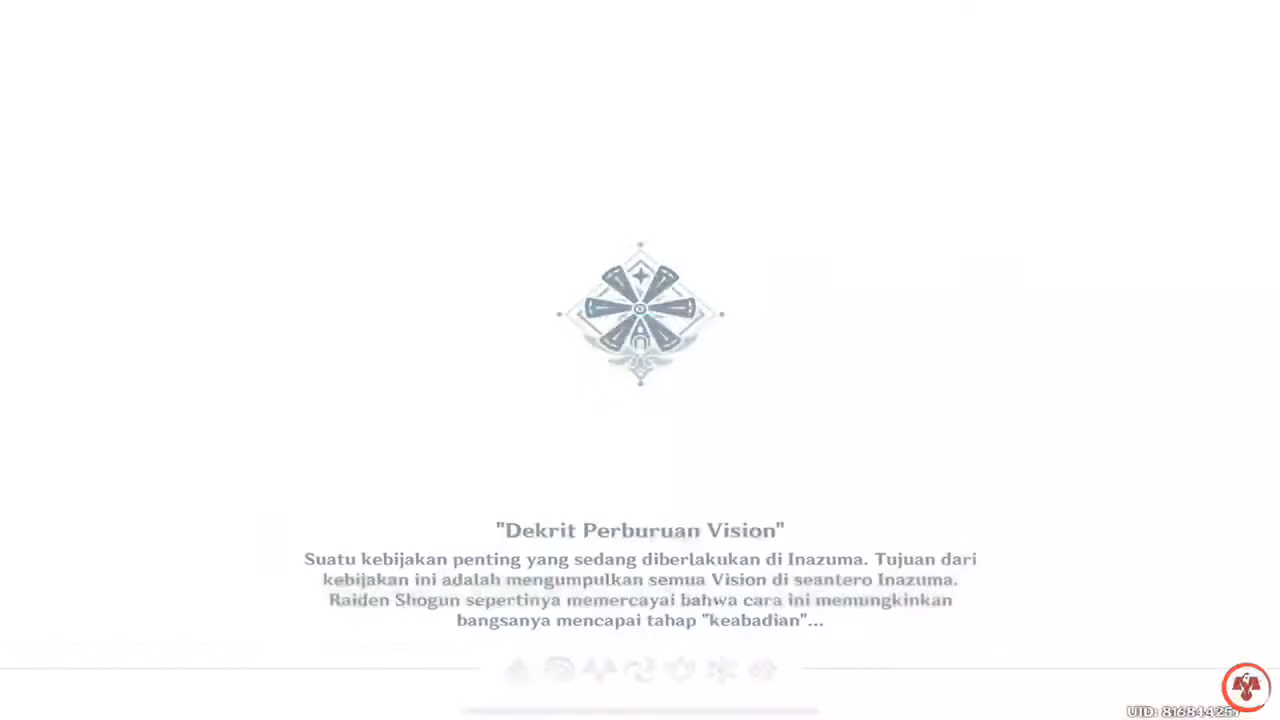 "Dekrit Perburuan Vision"
Suatu kebijakan penting yang sedang diberlakukan di Inazuma. Tujuan dari
kebijakan ini adalah mengumpulkan semua Vision di seantero Inazuma.
Raiden Shogun sepertinya memercayai bahwa cara ini memungkinkan
bangsanya mencapai tahap "keabadian"...
UID: 816844257